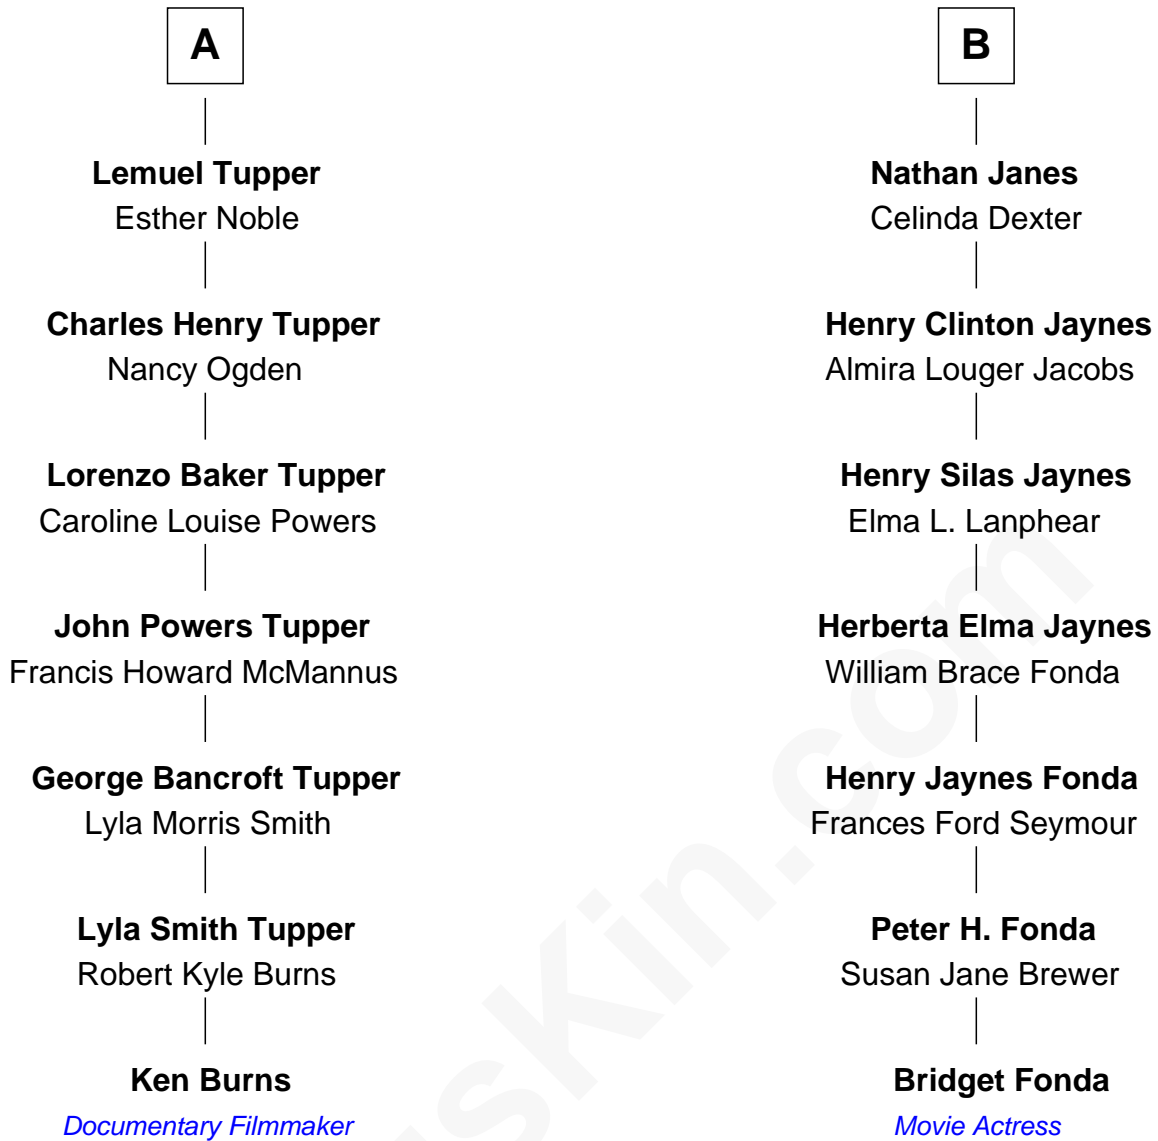 A
Lemuel Tupper
Esther Noble
Charles Henry Tupper
Nancy Ogden
Lorenzo Baker Tupper
Caroline Louise Powers
John Powers Tupper
Francis Howard McMannus
George Bancroft Tupper
Lyla Morris Smith
Lyla Smith Tupper
Robert Kyle Burns
Ken Burns
Documentary Filmmaker
B
Nathan Janes
Celinda Dexter
Henry Clinton Jaynes
Almira Louger Jacobs
Henry Silas Jaynes
Elma L. Lanphear
Herberta Elma Jaynes
William Brace Fonda
Henry Jaynes Fonda
Frances Ford Seymour
Peter H. Fonda
Susan Jane Brewer
Bridget Fonda
Movie Actress